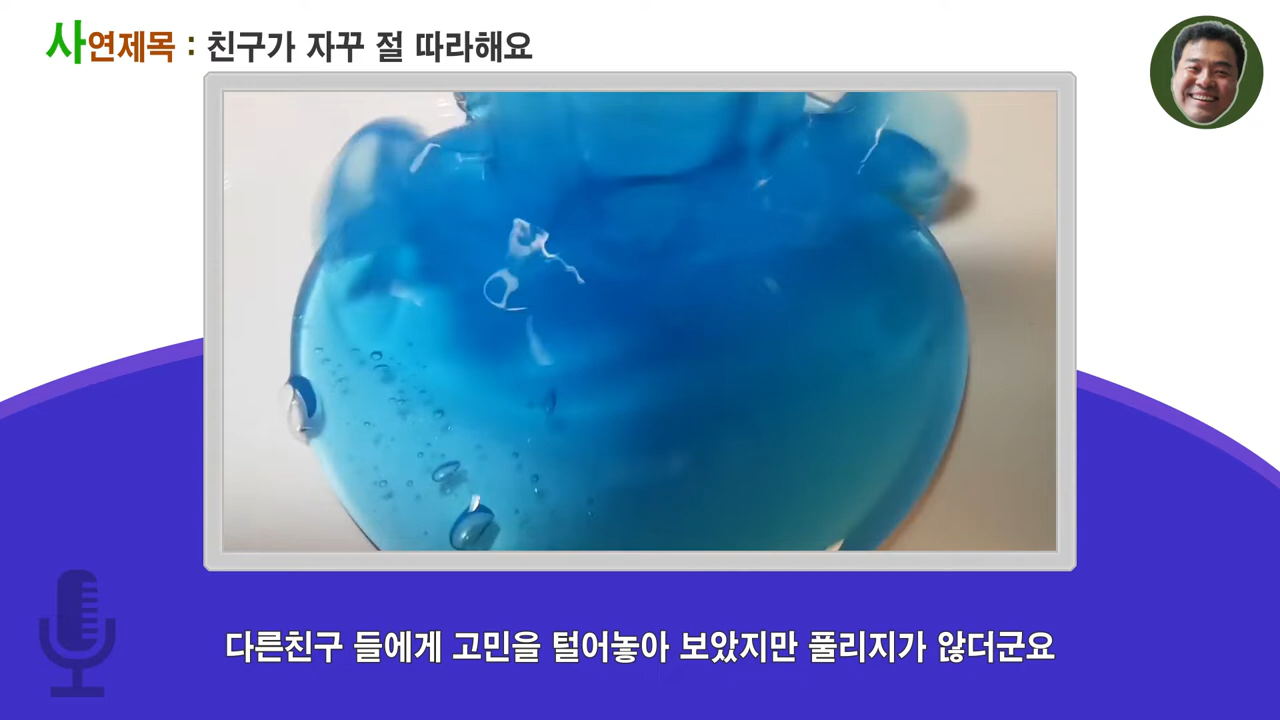 사연제목 : 친구가 자꾸 절 따라해요
다른친구 들에게 고민을 털어놓아 보았지만 풀리지가 않더군요